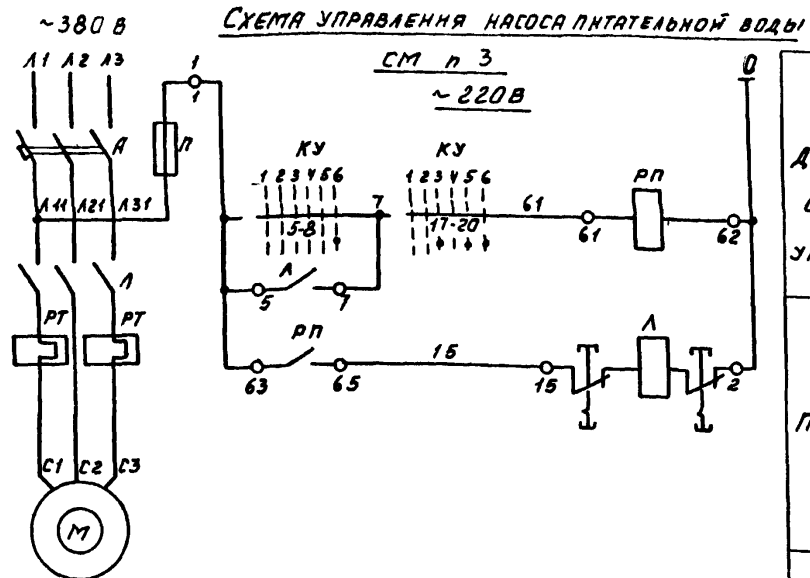 СХЕМА УПРАВЛЕНИЯ НАСОСА ПИТАТЕЛЬНОЙ ВОДЫ
~380 В
СМ п 3
~220В
Л1 Л2 Л3
1
1
0
А
П
КУ
1 2 3 4 5 6
5-8
7
КУ
1 2 3 4 5 6
17-20
61
61
РП
62
Л11 Л21 Л31
А
5
7
Л
РТ
РТ
РП
63
65
15
15
Л
2
С1 С2 С3
М
Д
УП
П